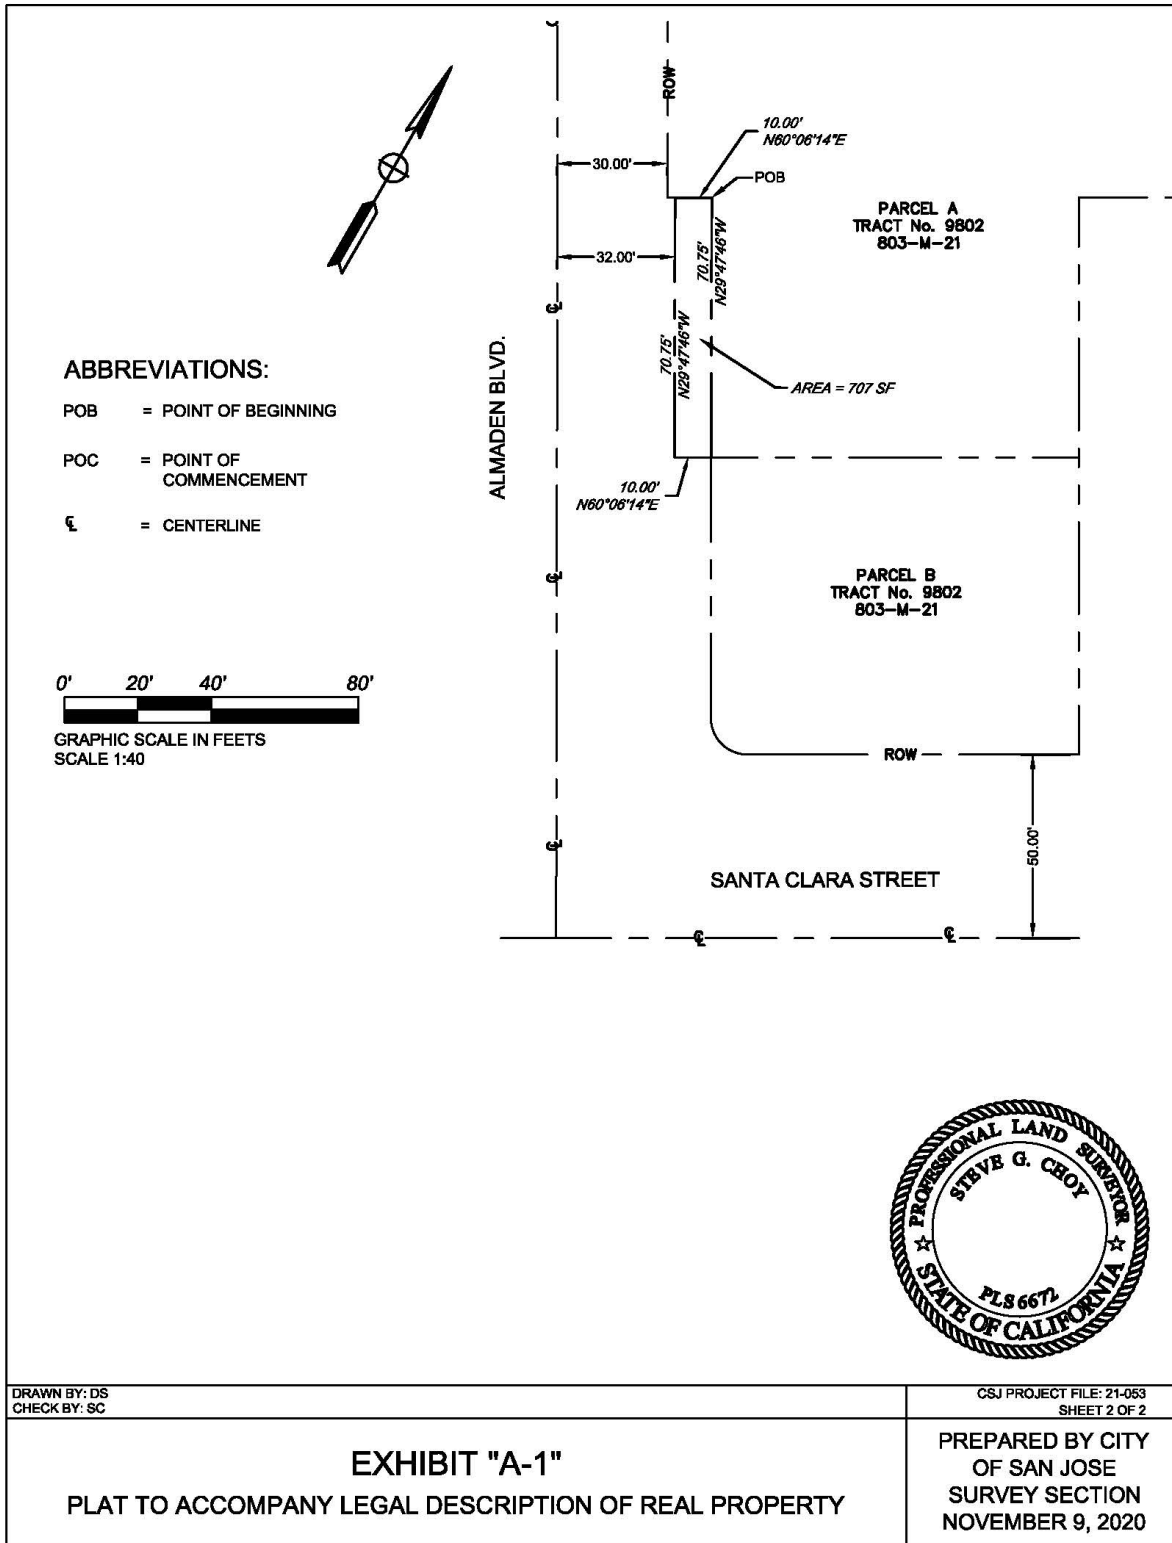 ROW
10.00'
N60°06'14"E
30.00'
POB
PARCEL A
TRACT No. 9802
803-M-21
32.00'
70.75'
N29°47'46"W
70.75'
N29°47'46"W
AREA = 707 SF
ALMADEN BLVD.
10.00'
N60°06'14"E
ABBREVIATIONS:
POB = POINT OF BEGINNING
POC = POINT OF
COMMENCEMENT
℄ = CENTERLINE
℄
℄
℄
PARCEL B
TRACT No. 9802
803-M-21
0' 20' 40' 80'
GRAPHIC SCALE IN FEETS
SCALE 1:40
ROW
50.00'
SANTA CLARA STREET
℄ ℄
PROFESSIONAL LAND SURVEYOR
STEVE G. CHOY
PLS 6672
STATE OF CALIFORNIA
DRAWN BY: DS
CHECK BY: SC
CSJ PROJECT FILE: 21-053
SHEET 2 OF 2
EXHIBIT "A-1"
PLAT TO ACCOMPANY LEGAL DESCRIPTION OF REAL PROPERTY
PREPARED BY CITY
OF SAN JOSE
SURVEY SECTION
NOVEMBER 9, 2020